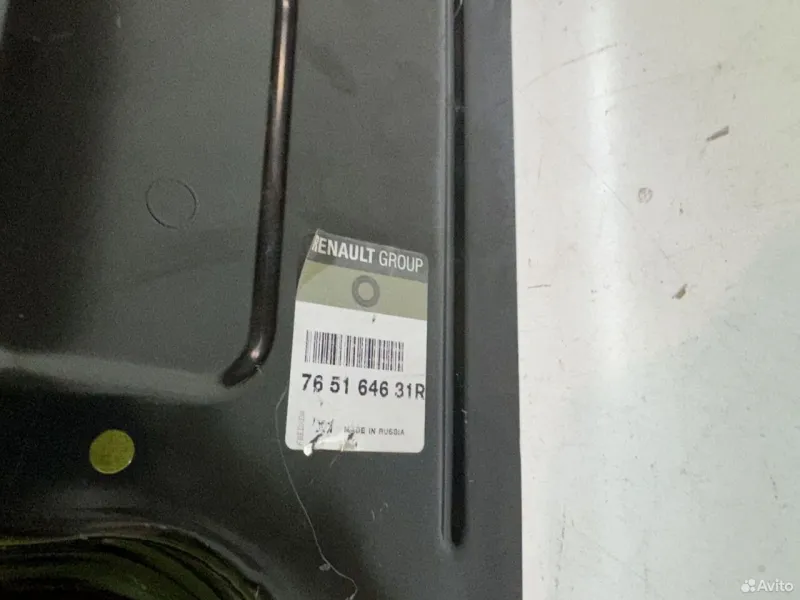 RENAULT GROUP
76 51 646 31R
MADE IN RUSSIA
Avito